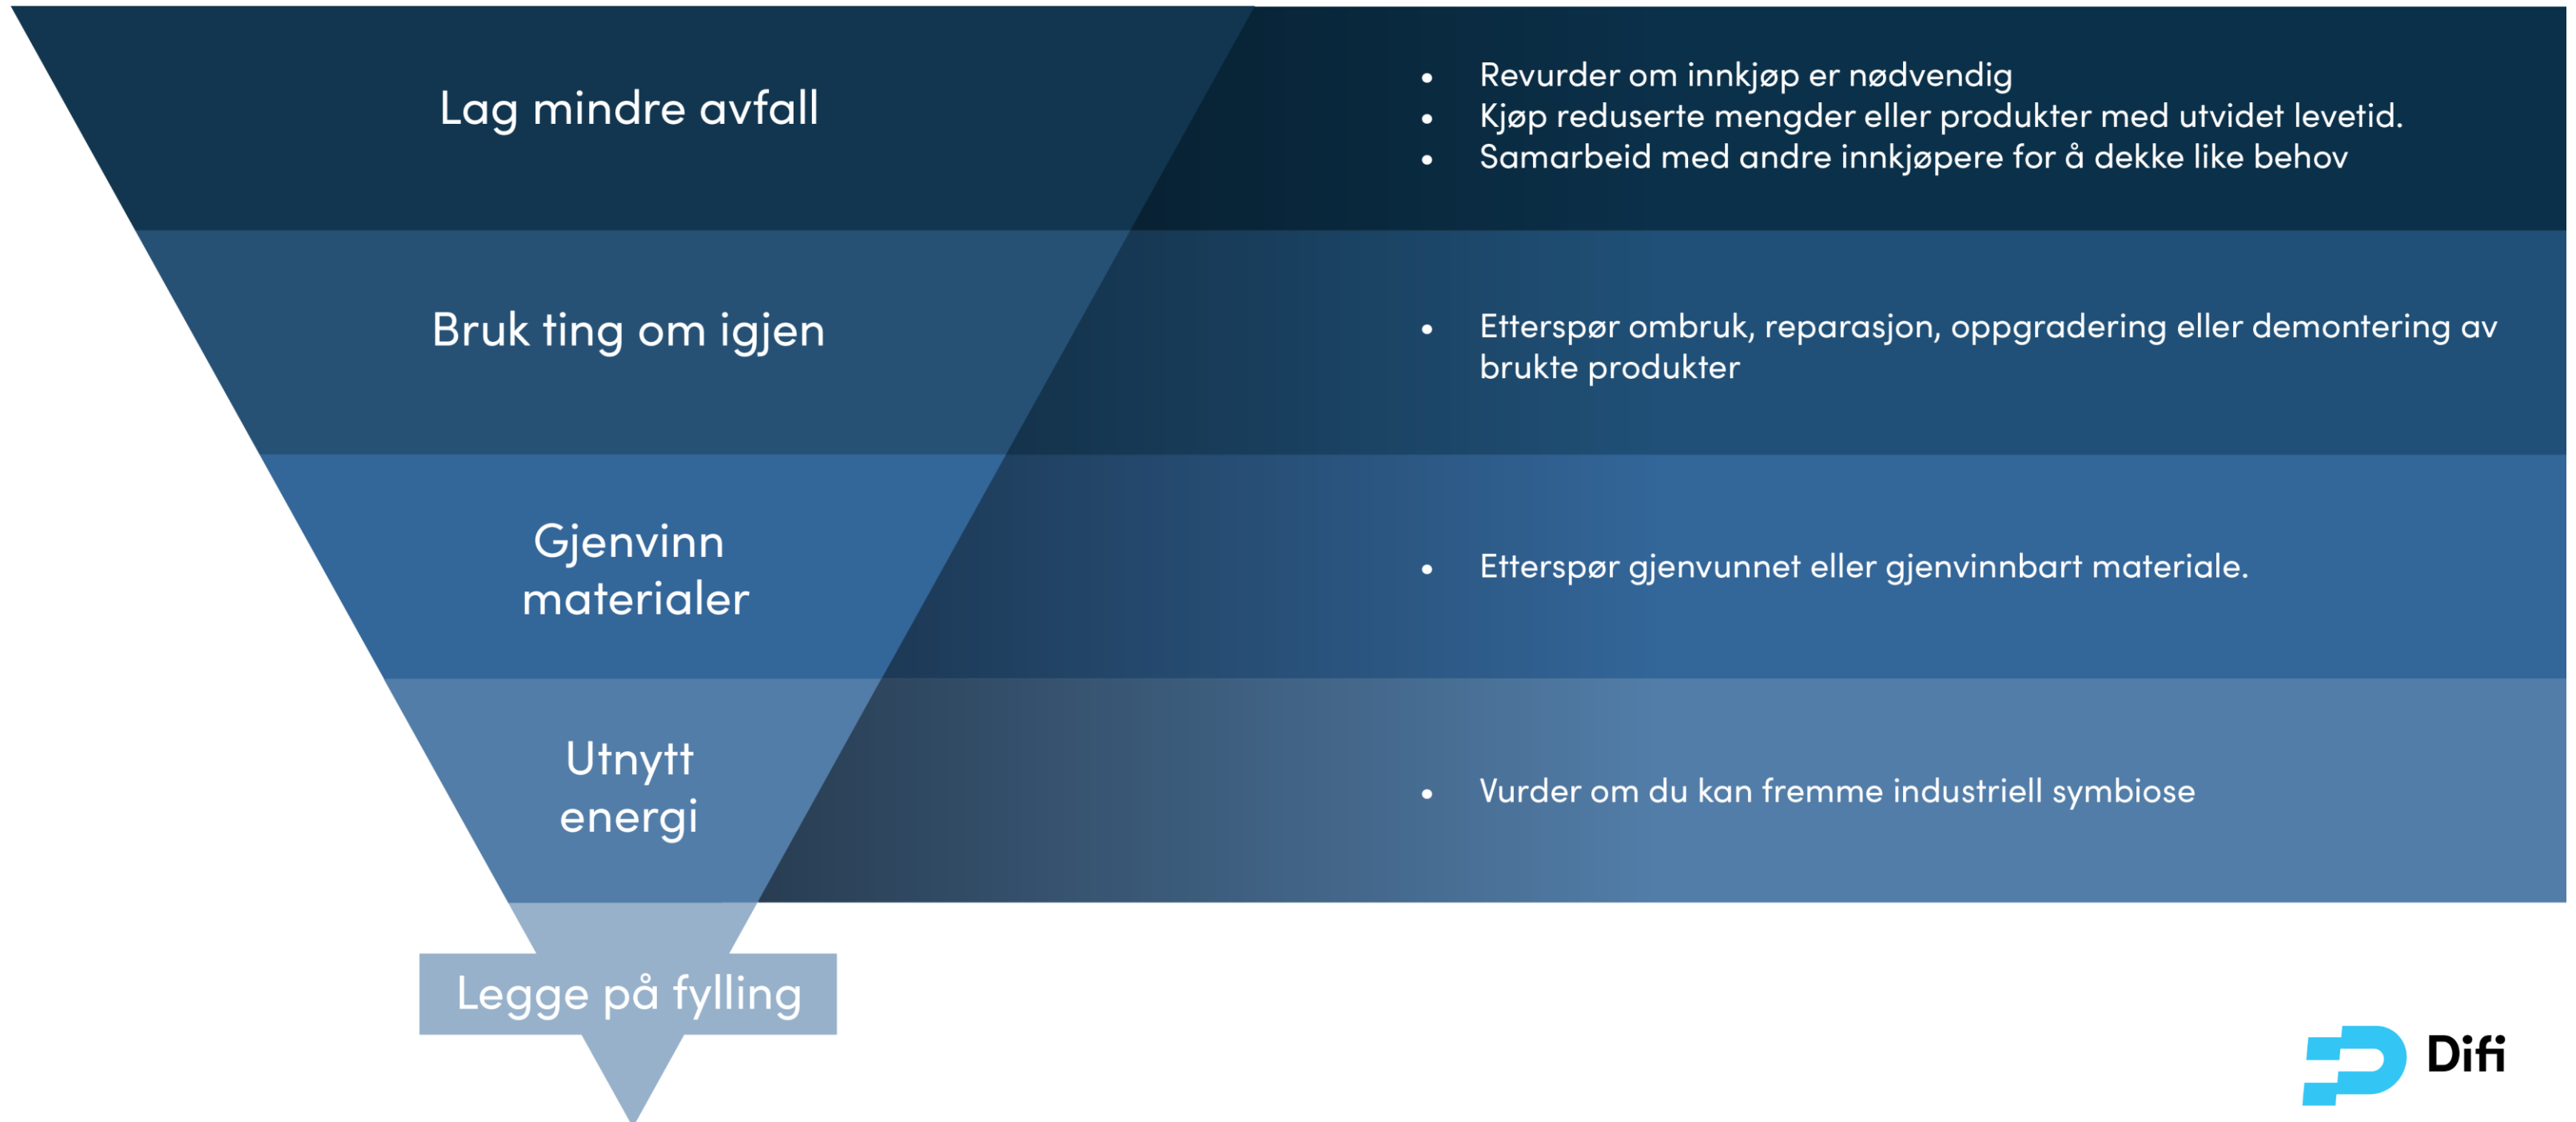 Lag mindre avfall
• Revurder om innkjøp er nødvendig
• Kjøp reduserte mengder eller produkter med utvidet levetid.
• Samarbeid med andre innkjøpere for å dekke like behov
Bruk ting om igjen
• Etterspør ombruk, reparasjon, oppgradering eller demontering av
brukte produkter
Gjenvinn
materialer
• Etterspør gjenvunnet eller gjenvinnbart materiale.
Utnytt
energi
• Vurder om du kan fremme industriell symbiose
Legge på fylling
Difi